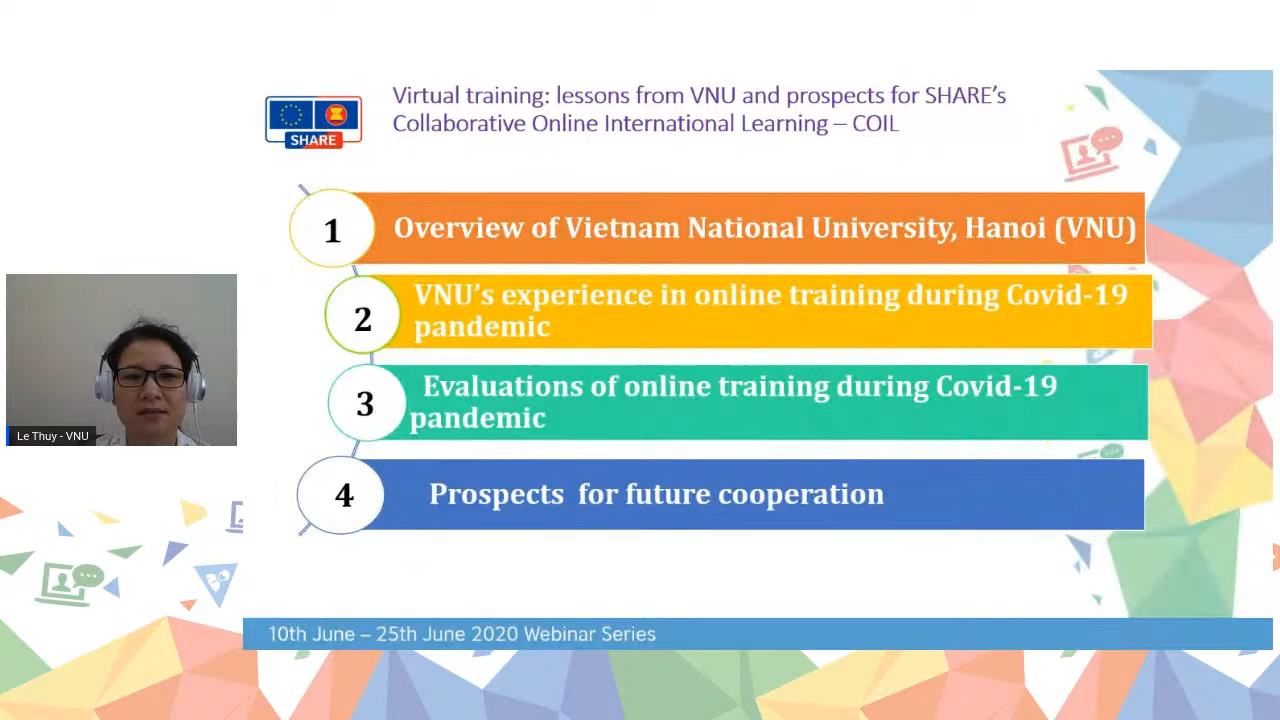 Virtual training: lessons from VNU and prospects for SHARE's
Collaborative Online International Learning – COIL
SHARE
1
Overview of Vietnam National University, Hanoi (VNU)
2
VNU's experience in online training during Covid-19
pandemic
3
Evaluations of online training during Covid-19
pandemic
4
Prospects for future cooperation
Le Thuy - VNU
10th June – 25th June 2020 Webinar Series